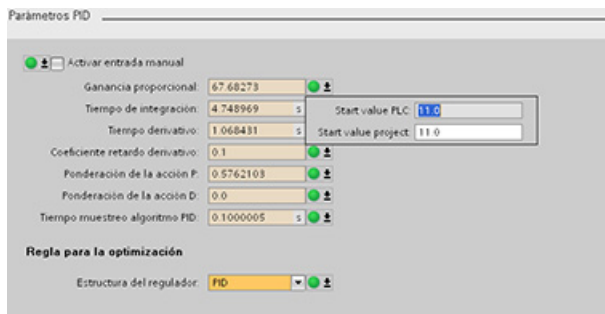 Parámetros PID
Activar entrada manual
Ganancia proporcional: 67.68273
Tiempo de integración: 4.748969 s
Start value PLC: 11.0
Tiempo derivativo: 1.068431 s
Start value project: 11.0
Coeficiente retardo derivativo: 0.1
Ponderación de la acción P: 0.5762103
Ponderación de la acción D: 0.0
Tiempo muestreo algoritmo PID: 0.1000005 s
Regla para la optimización
Estructura del regulador: PID